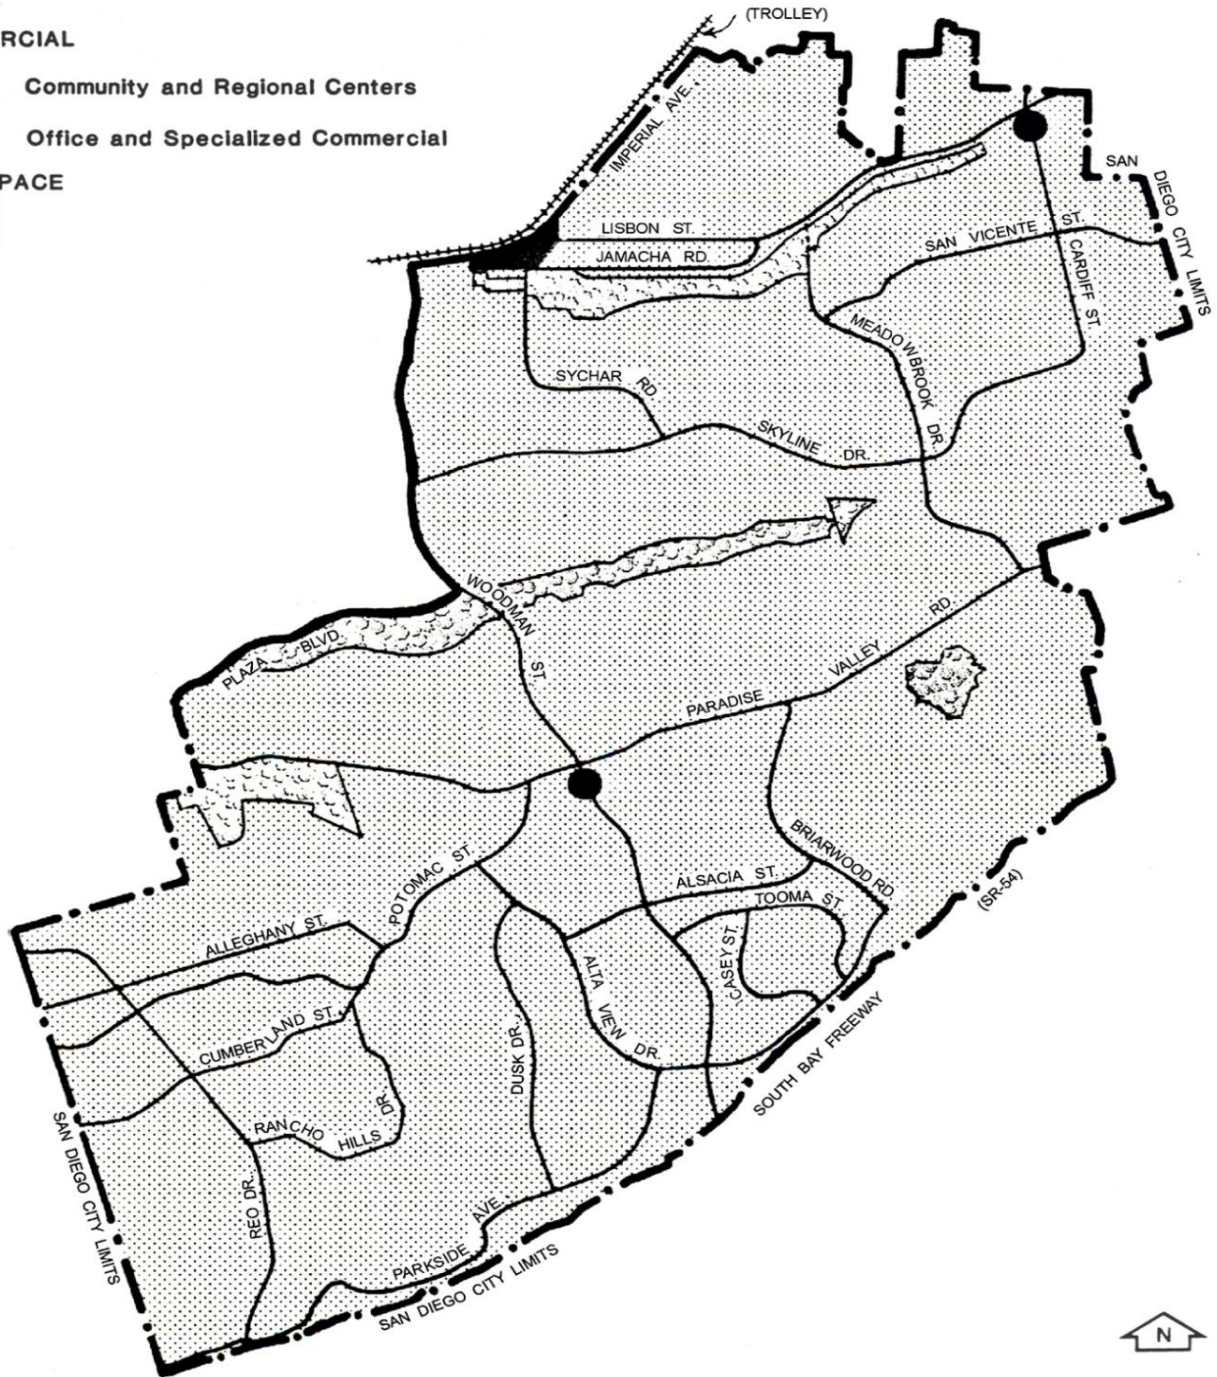 RCIAL
Community and Regional Centers
Office and Specialized Commercial
PACE
(TROLLEY)
IMPERIAL AVE.
LISBON ST.
JAMACHA RD.
SAN DIEGO CITY LIMITS
SAN VICENTE ST.
CARDIFF ST
MEADOWBROOK DR.
SYCHAR RD
SKYLINE DR.
WOODMAN ST.
PLAZA BLVD
PARADISE VALLEY RD.
BRIARWOOD RD
(SR-54)
POTOMAC ST.
ALSACIA ST.
TOOMA ST
CASEY ST.
ALLEGHANY ST.
ALTA VIEW DR.
CUMBERLAND ST.
DUSK DR.
SOUTH BAY FREEWAY
RANCHO HILLS DR.
REO DR.
SAN DIEGO CITY LIMITS
PARKSIDE AVE.
SAN DIEGO CITY LIMITS
N